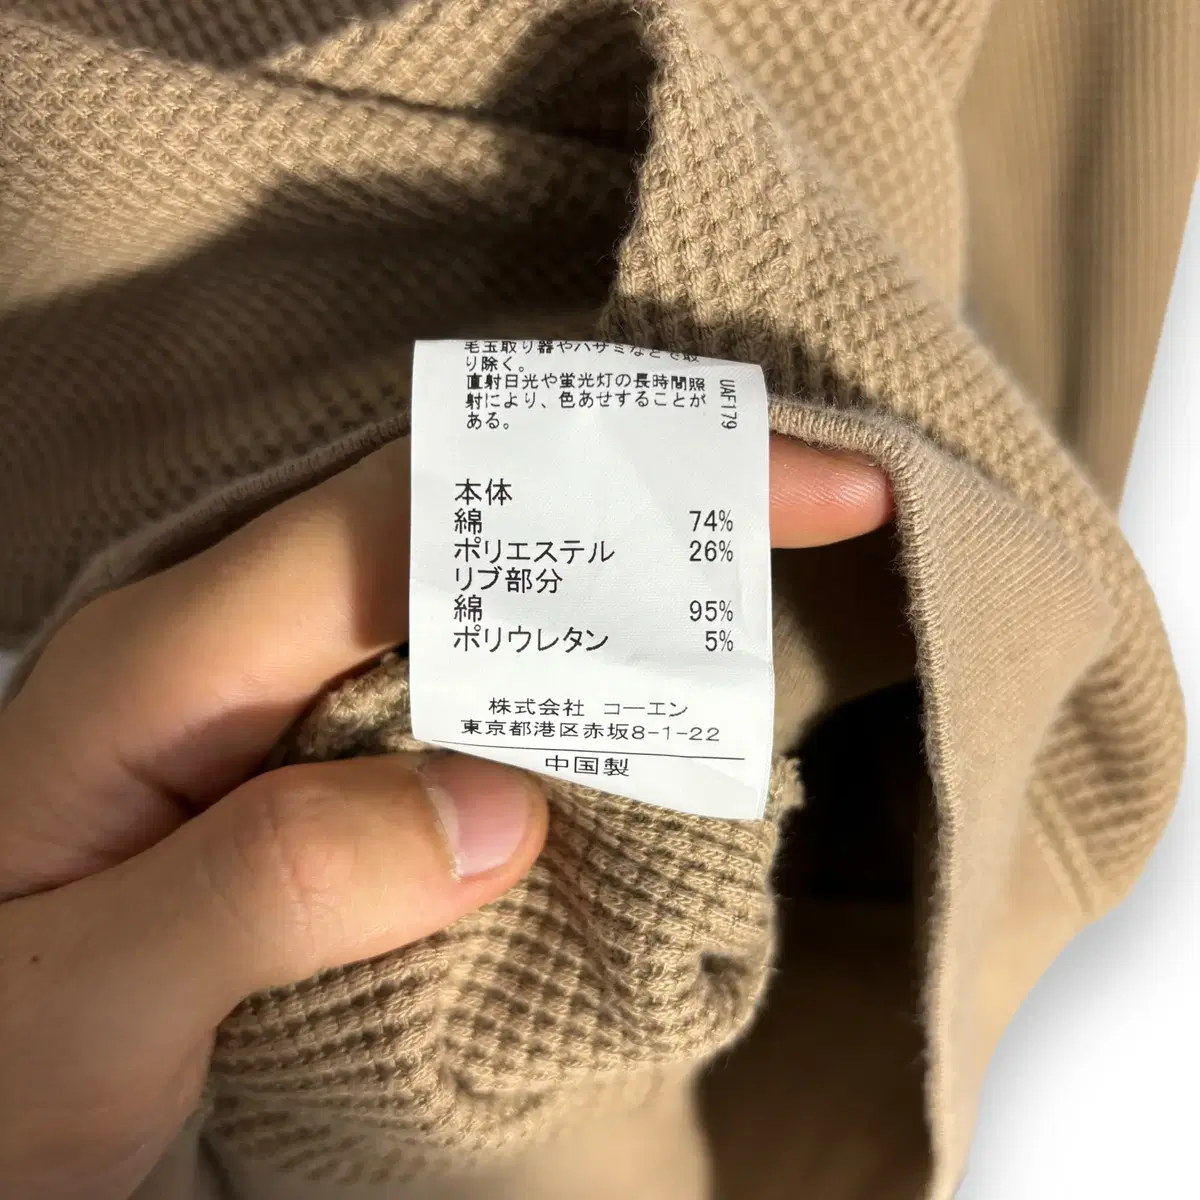 毛玉取り器やハサミなどで取
り除く。
直射日光や蛍光灯の長時間照
射により、色あせすることが
ある。
UAF179
本体
綿 74%
ポリエステル 26%
リブ部分
綿 95%
ポリウレタン 5%
株式会社 コーエン
東京都港区赤坂8-1-22
中国製